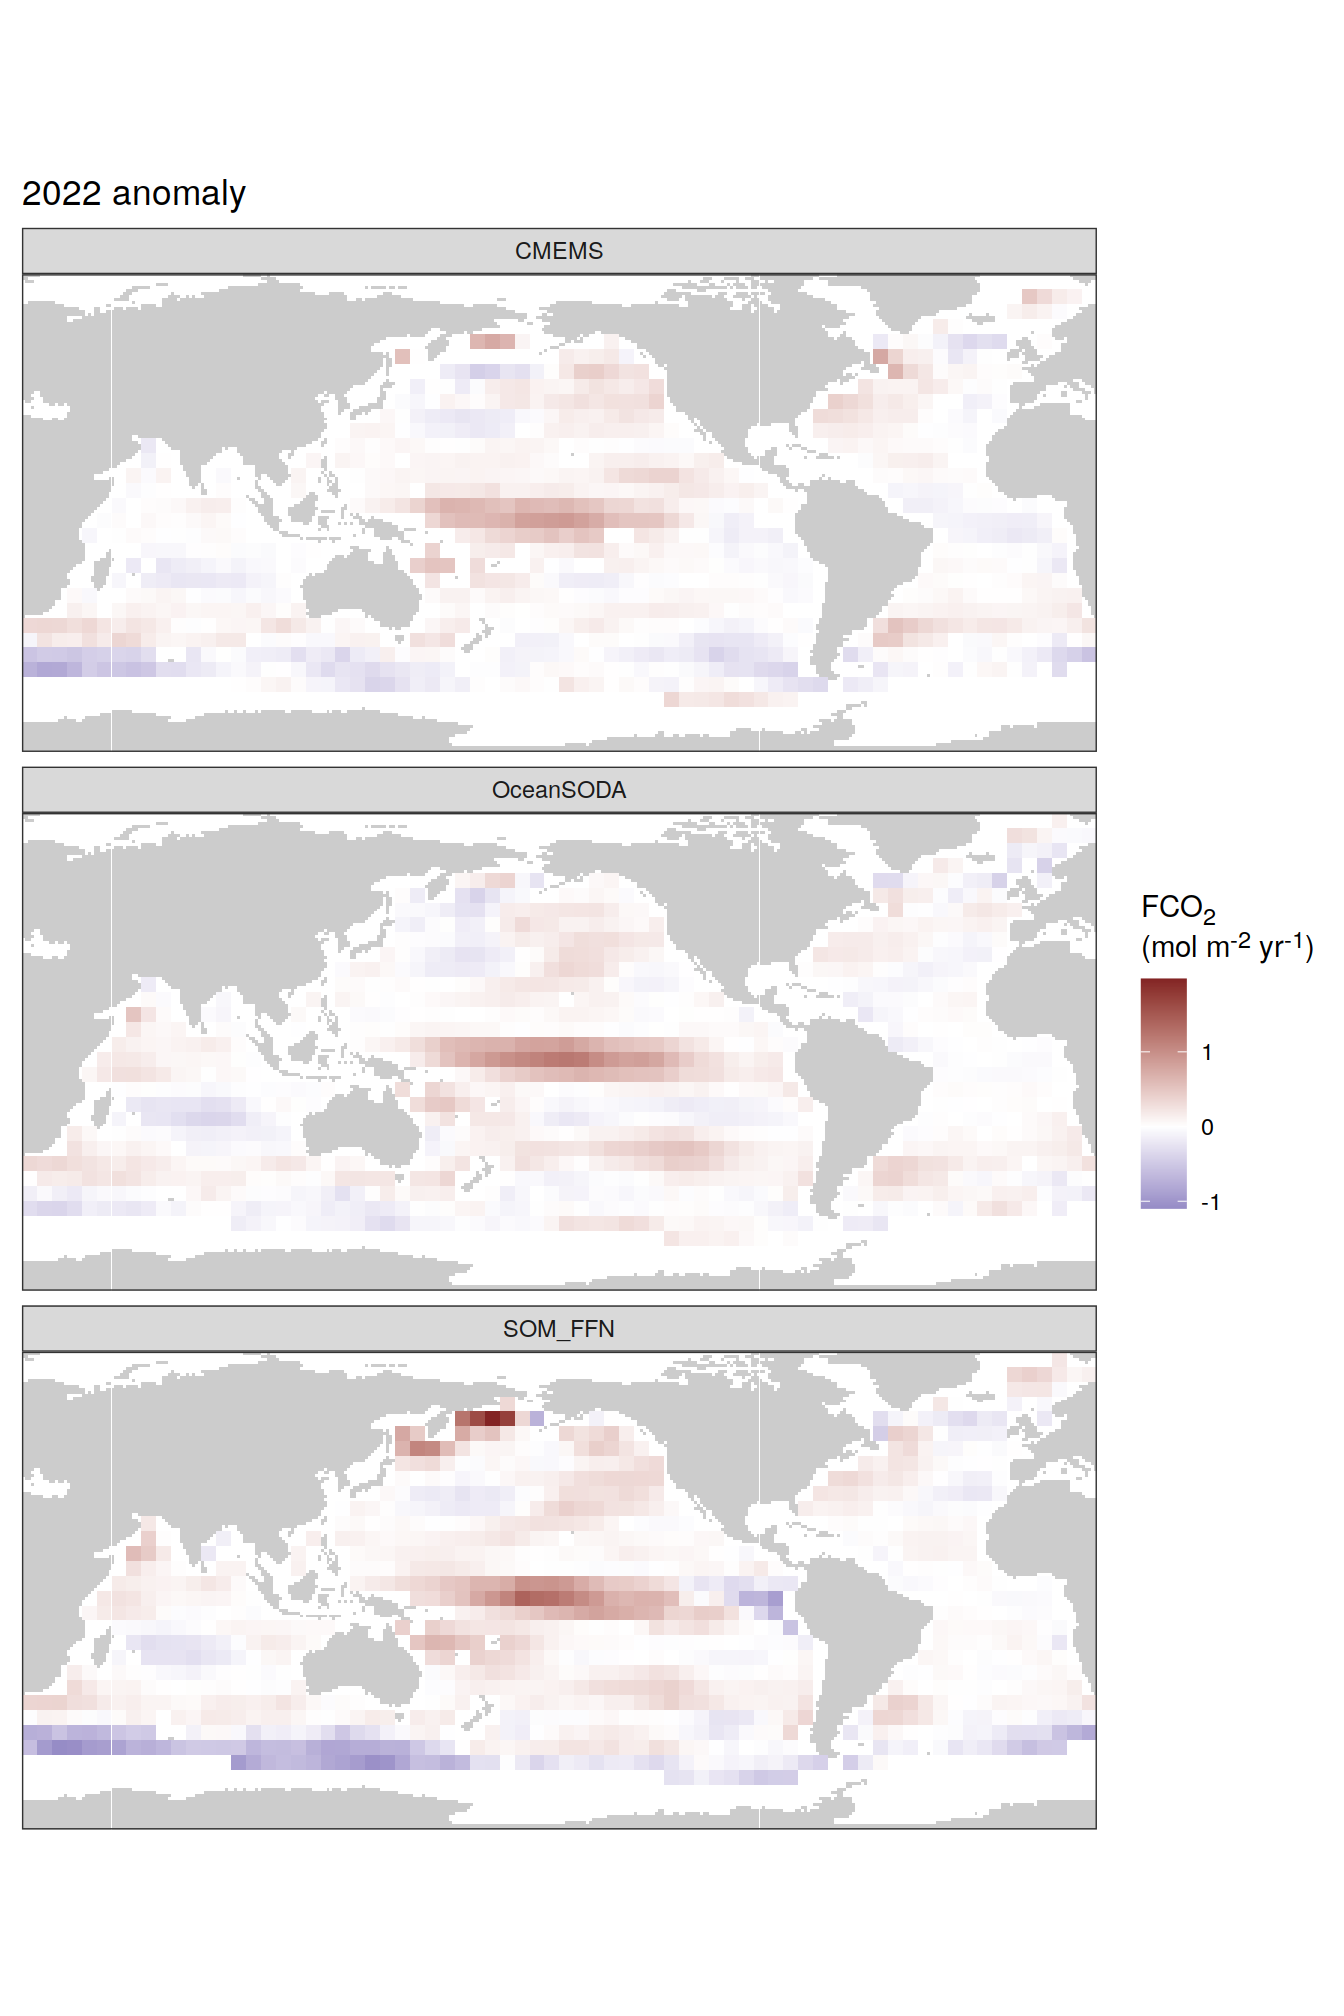 2022 anomaly
CMEMS
OceanSODA
SOM_FFN
FCO₂
(mol m⁻² yr⁻¹)
1
0
-1